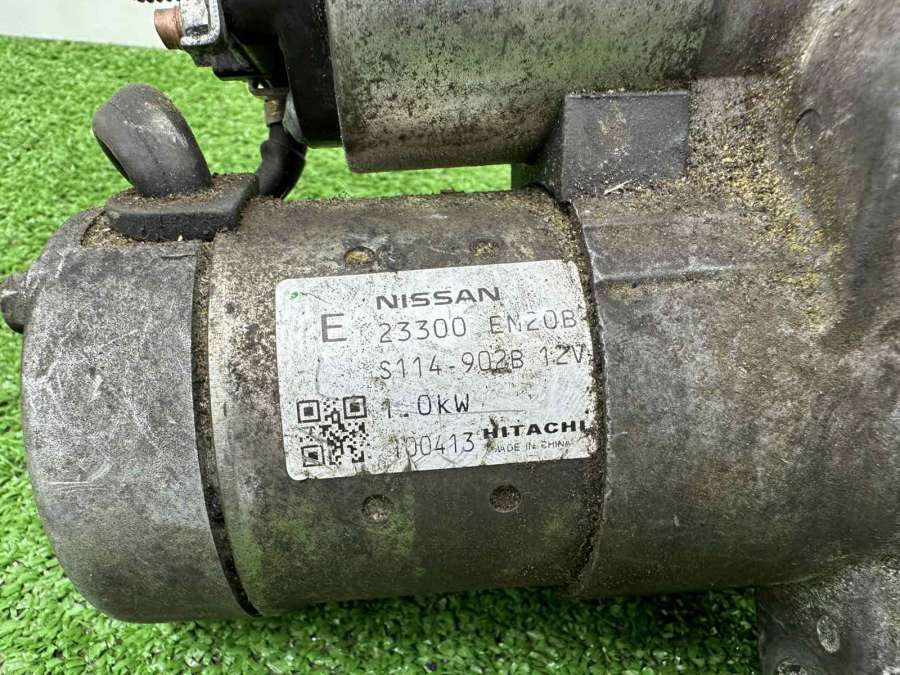 NISSAN
E 23300 EN20B
S114-902B 12V
1.0kW
100413 HITACHI
MADE IN CHINA